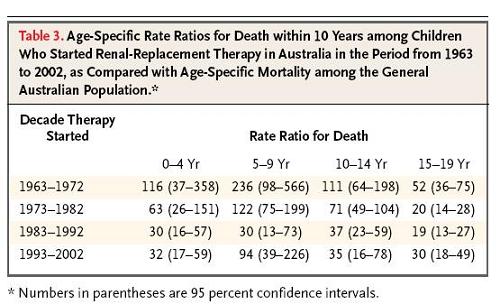 Table 3. Age-Specific Rate Ratios for Death within 10 Years among Children
Who Started Renal-Replacement Therapy in Australia in the Period from 1963
to 2002, as Compared with Age-Specific Mortality among the General
Australian Population.*
Decade Therapy
Started Rate Ratio for Death
0–4 Yr 5–9 Yr 10–14 Yr 15–19 Yr
1963–1972 116 (37–358) 236 (98–566) 111 (64–198) 52 (36–75)
1973–1982 63 (26–151) 122 (75–199) 71 (49–104) 20 (14–28)
1983–1992 30 (16–57) 30 (13–73) 37 (23–59) 19 (13–27)
1993–2002 32 (17–59) 94 (39–226) 35 (16–78) 30 (18–49)
* Numbers in parentheses are 95 percent confidence intervals.